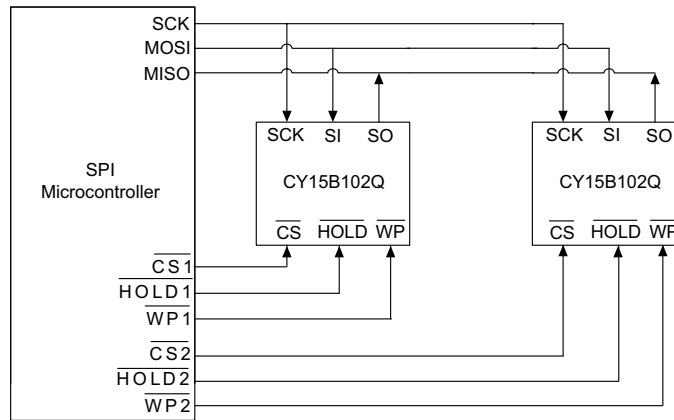 SCK
MOSI
MISO
SCK SI SO
SCK SI SO
SPI
Microcontroller
CY15B102Q
CY15B102Q
CS HOLD WP
CS HOLD WP
CS1
HOLD1
WP1
CS2
HOLD2
WP2